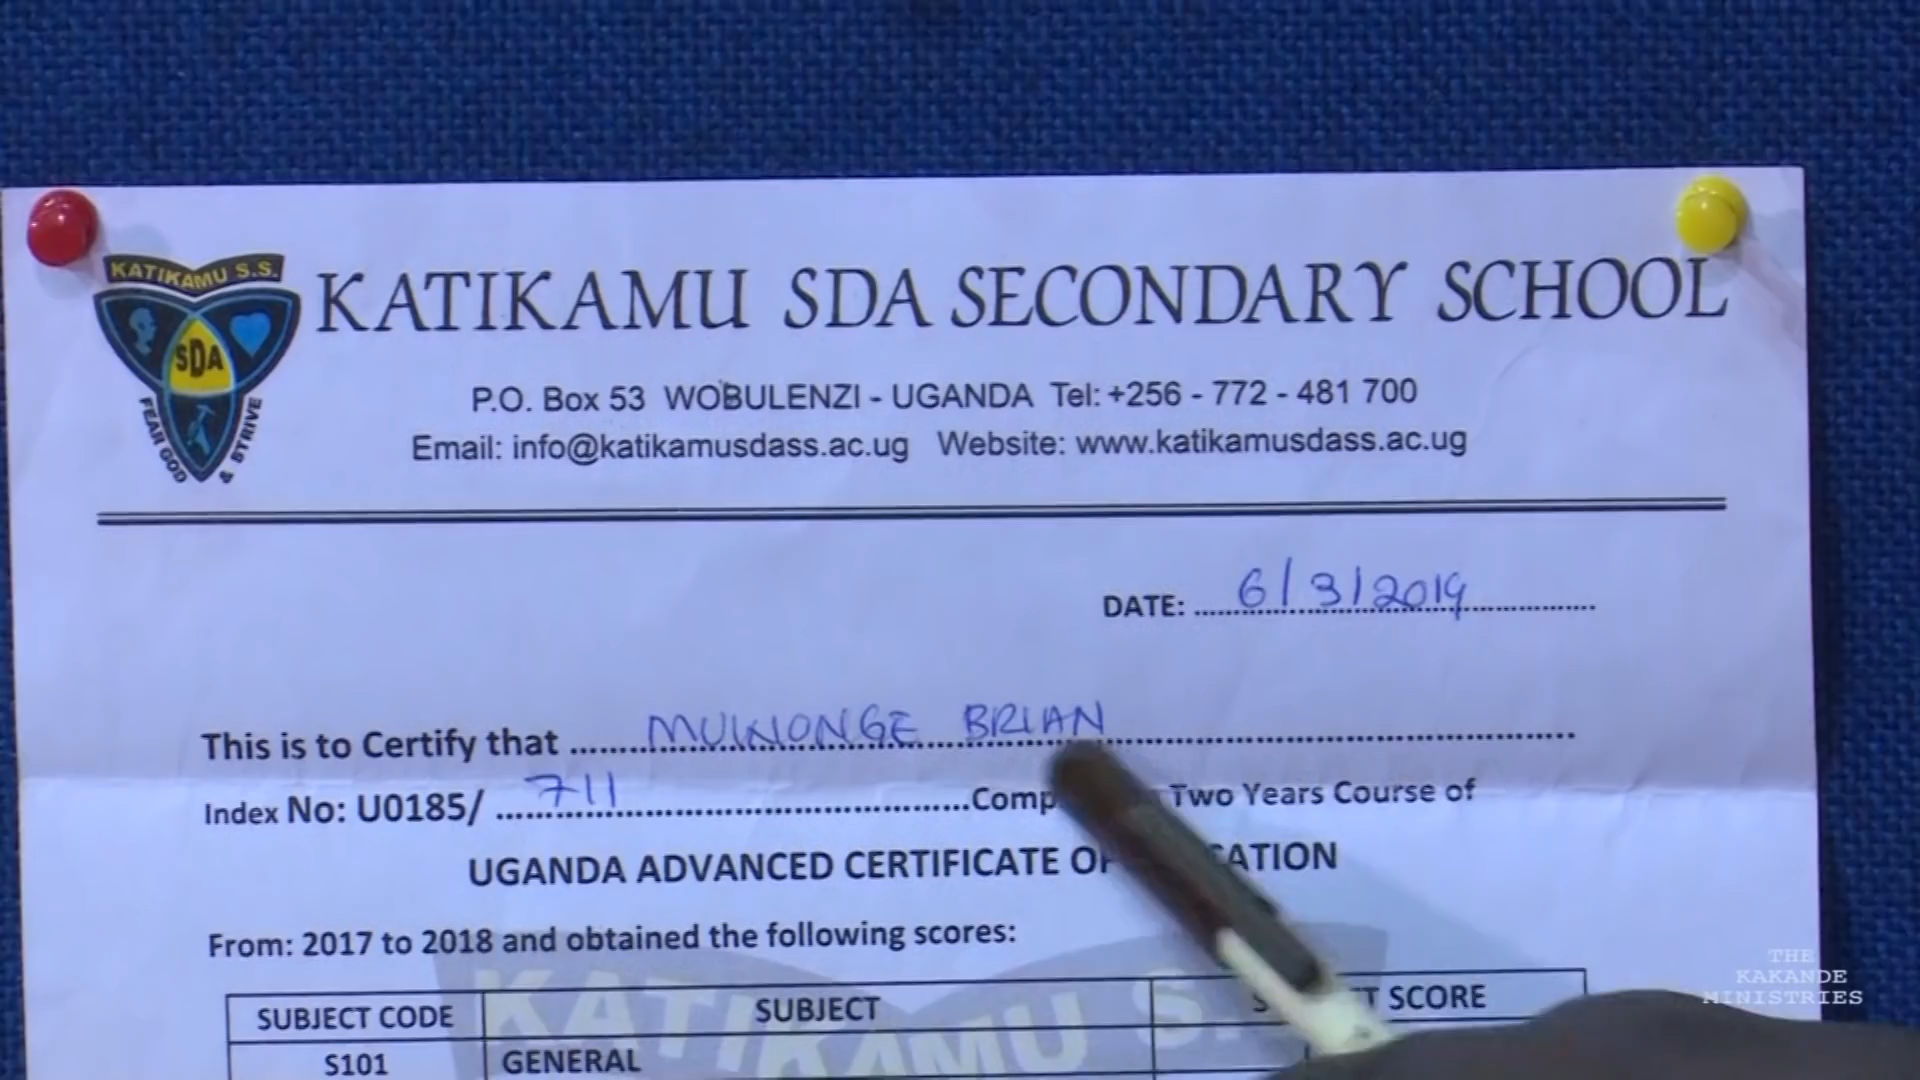 KATIKAMU S.S.
SDA
FEAR GOD & STRIVE
KATIKAMU SDA SECONDARY SCHOOL
P.O. Box 53 WOBULENZI - UGANDA Tel: +256 - 772 - 481 700
Email: info@katikamusdass.ac.ug Website: www.katikamusdass.ac.ug
DATE: 6/3/2019
This is to Certify that MUWONGE BRIAN
Index No: U0185/ 711 Two Years Course of
UGANDA ADVANCED CERTIFICATE
From: 2017 to 2018 and obtained the following scores:
SUBJECT CODE SUBJECT SCORE
S101 GENERAL
KATIKAMU S.
THE
KAKANDE
MINISTRIES